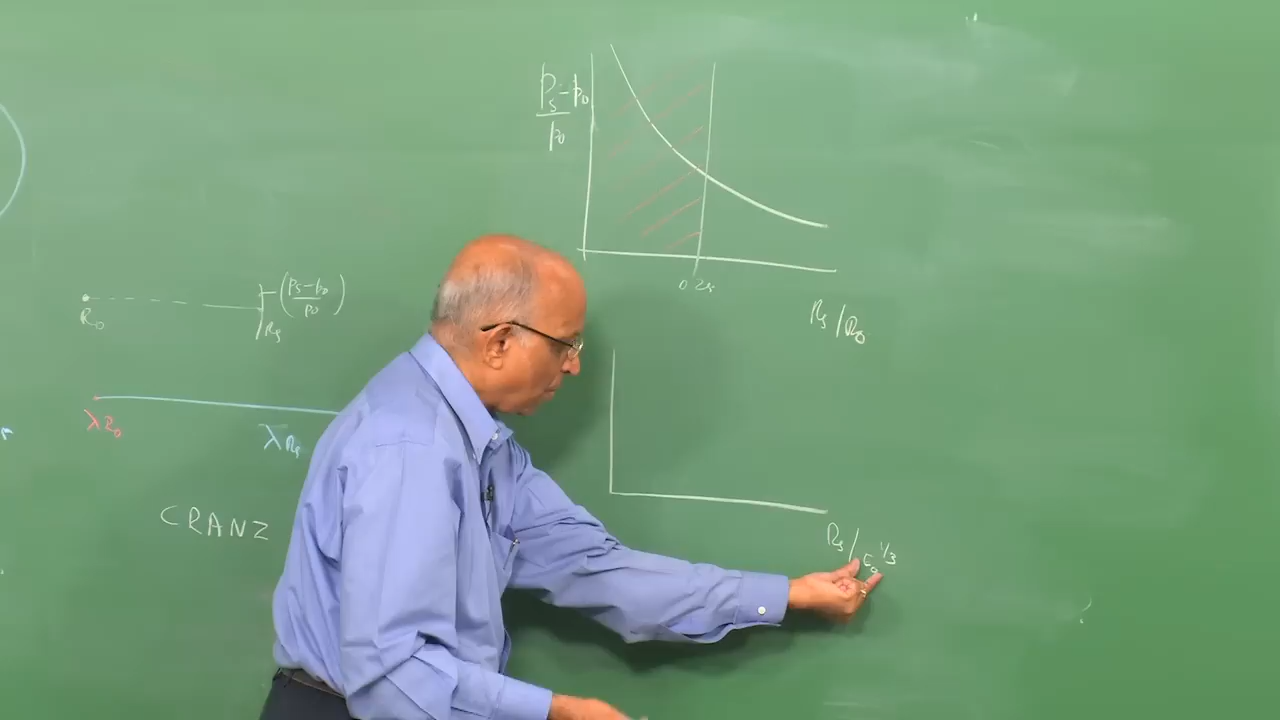 Ps - p0
p0
0.25
Rs / R0
R0
( Ps - p0
p0 )
Rs
λR0
λRs
CRANZ
Rs / E0^1/3